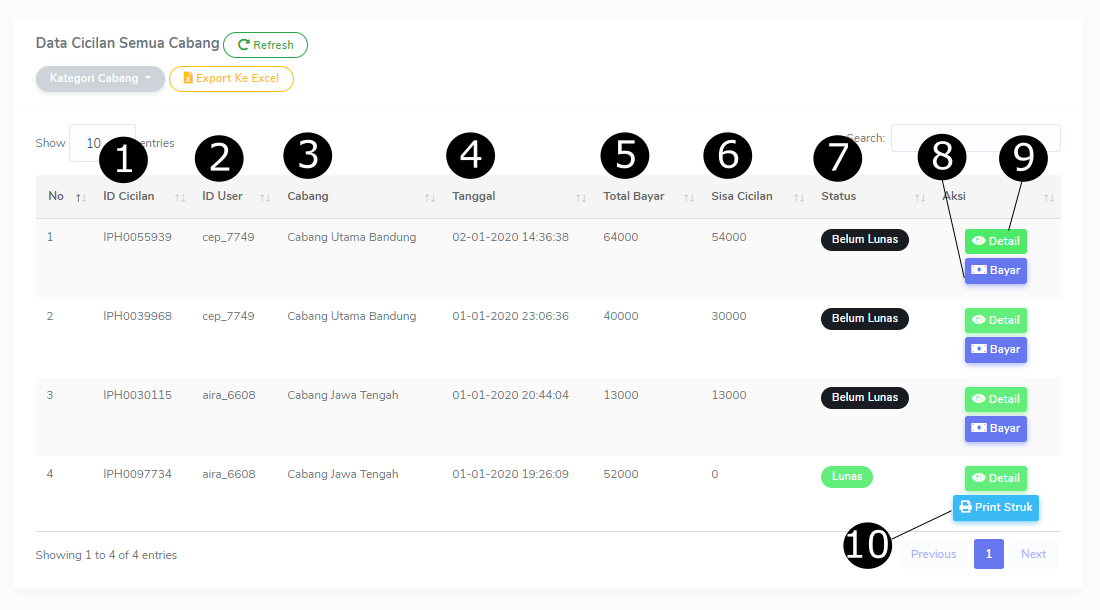 Data Cicilan Semua Cabang Refresh
Kategori Cabang Export Ke Excel
Show 10 entries Search:
1 2 3 4 5 6 7 8 9
No ID Cicilan ID User Cabang Tanggal Total Bayar Sisa Cicilan Status Aksi
1 IPH0055939 cep_7749 Cabang Utama Bandung 02-01-2020 14:36:38 64000 54000 Belum Lunas Detail
Bayar
2 IPH0039968 cep_7749 Cabang Utama Bandung 01-01-2020 23:06:36 40000 30000 Belum Lunas Detail
Bayar
3 IPH0030115 aira_6608 Cabang Jawa Tengah 01-01-2020 20:44:04 13000 13000 Belum Lunas Detail
Bayar
4 IPH0097734 aira_6608 Cabang Jawa Tengah 01-01-2020 19:26:09 52000 0 Lunas Detail
Print Struk
10
Showing 1 to 4 of 4 entries Previous 1 Next